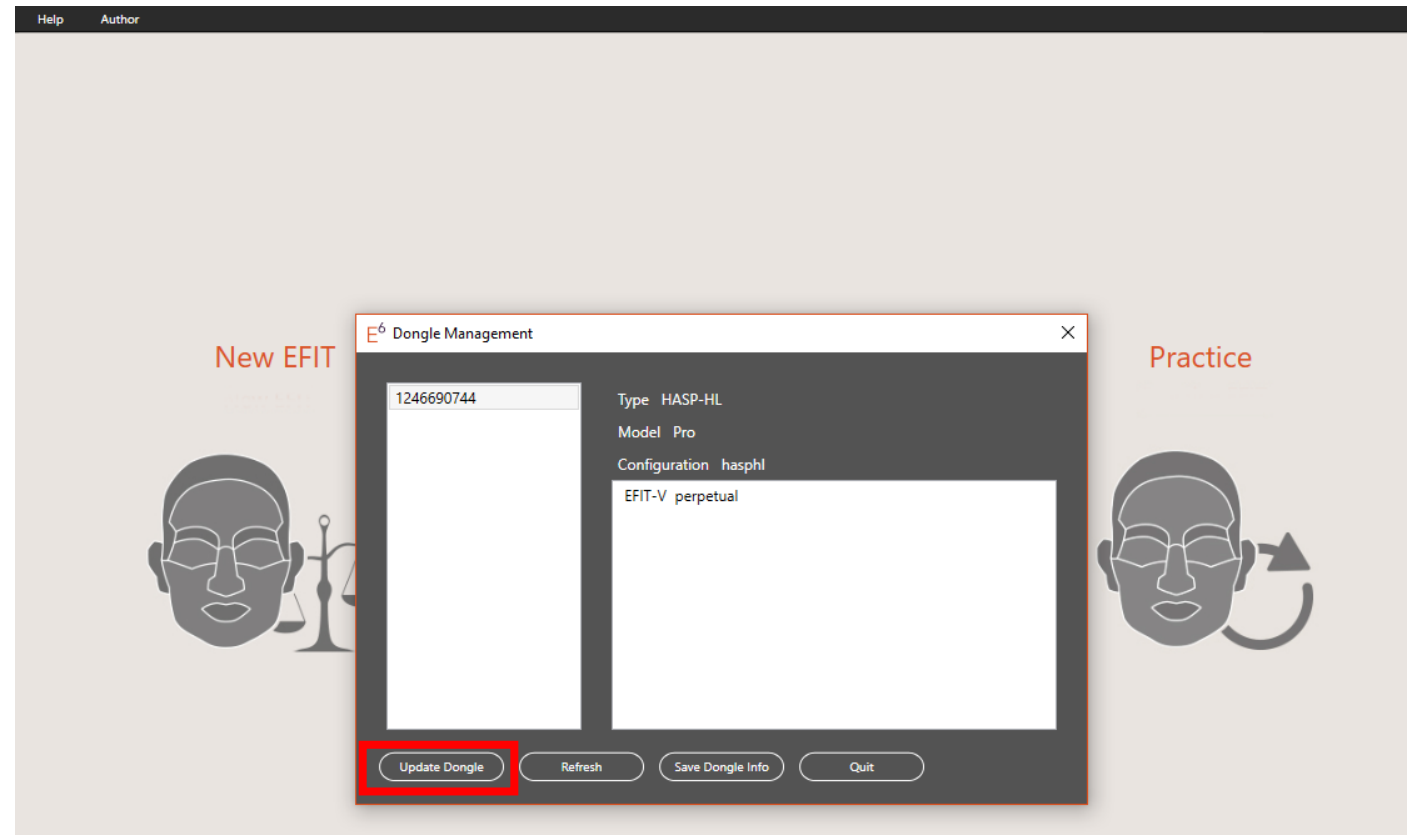 Help Author
E6 Dongle Management
New EFIT
Practice
1246690744
Type HASP-HL
Model Pro
Configuration hasphl
EFIT-V perpetual
Update Dongle Refresh Save Dongle Info Quit